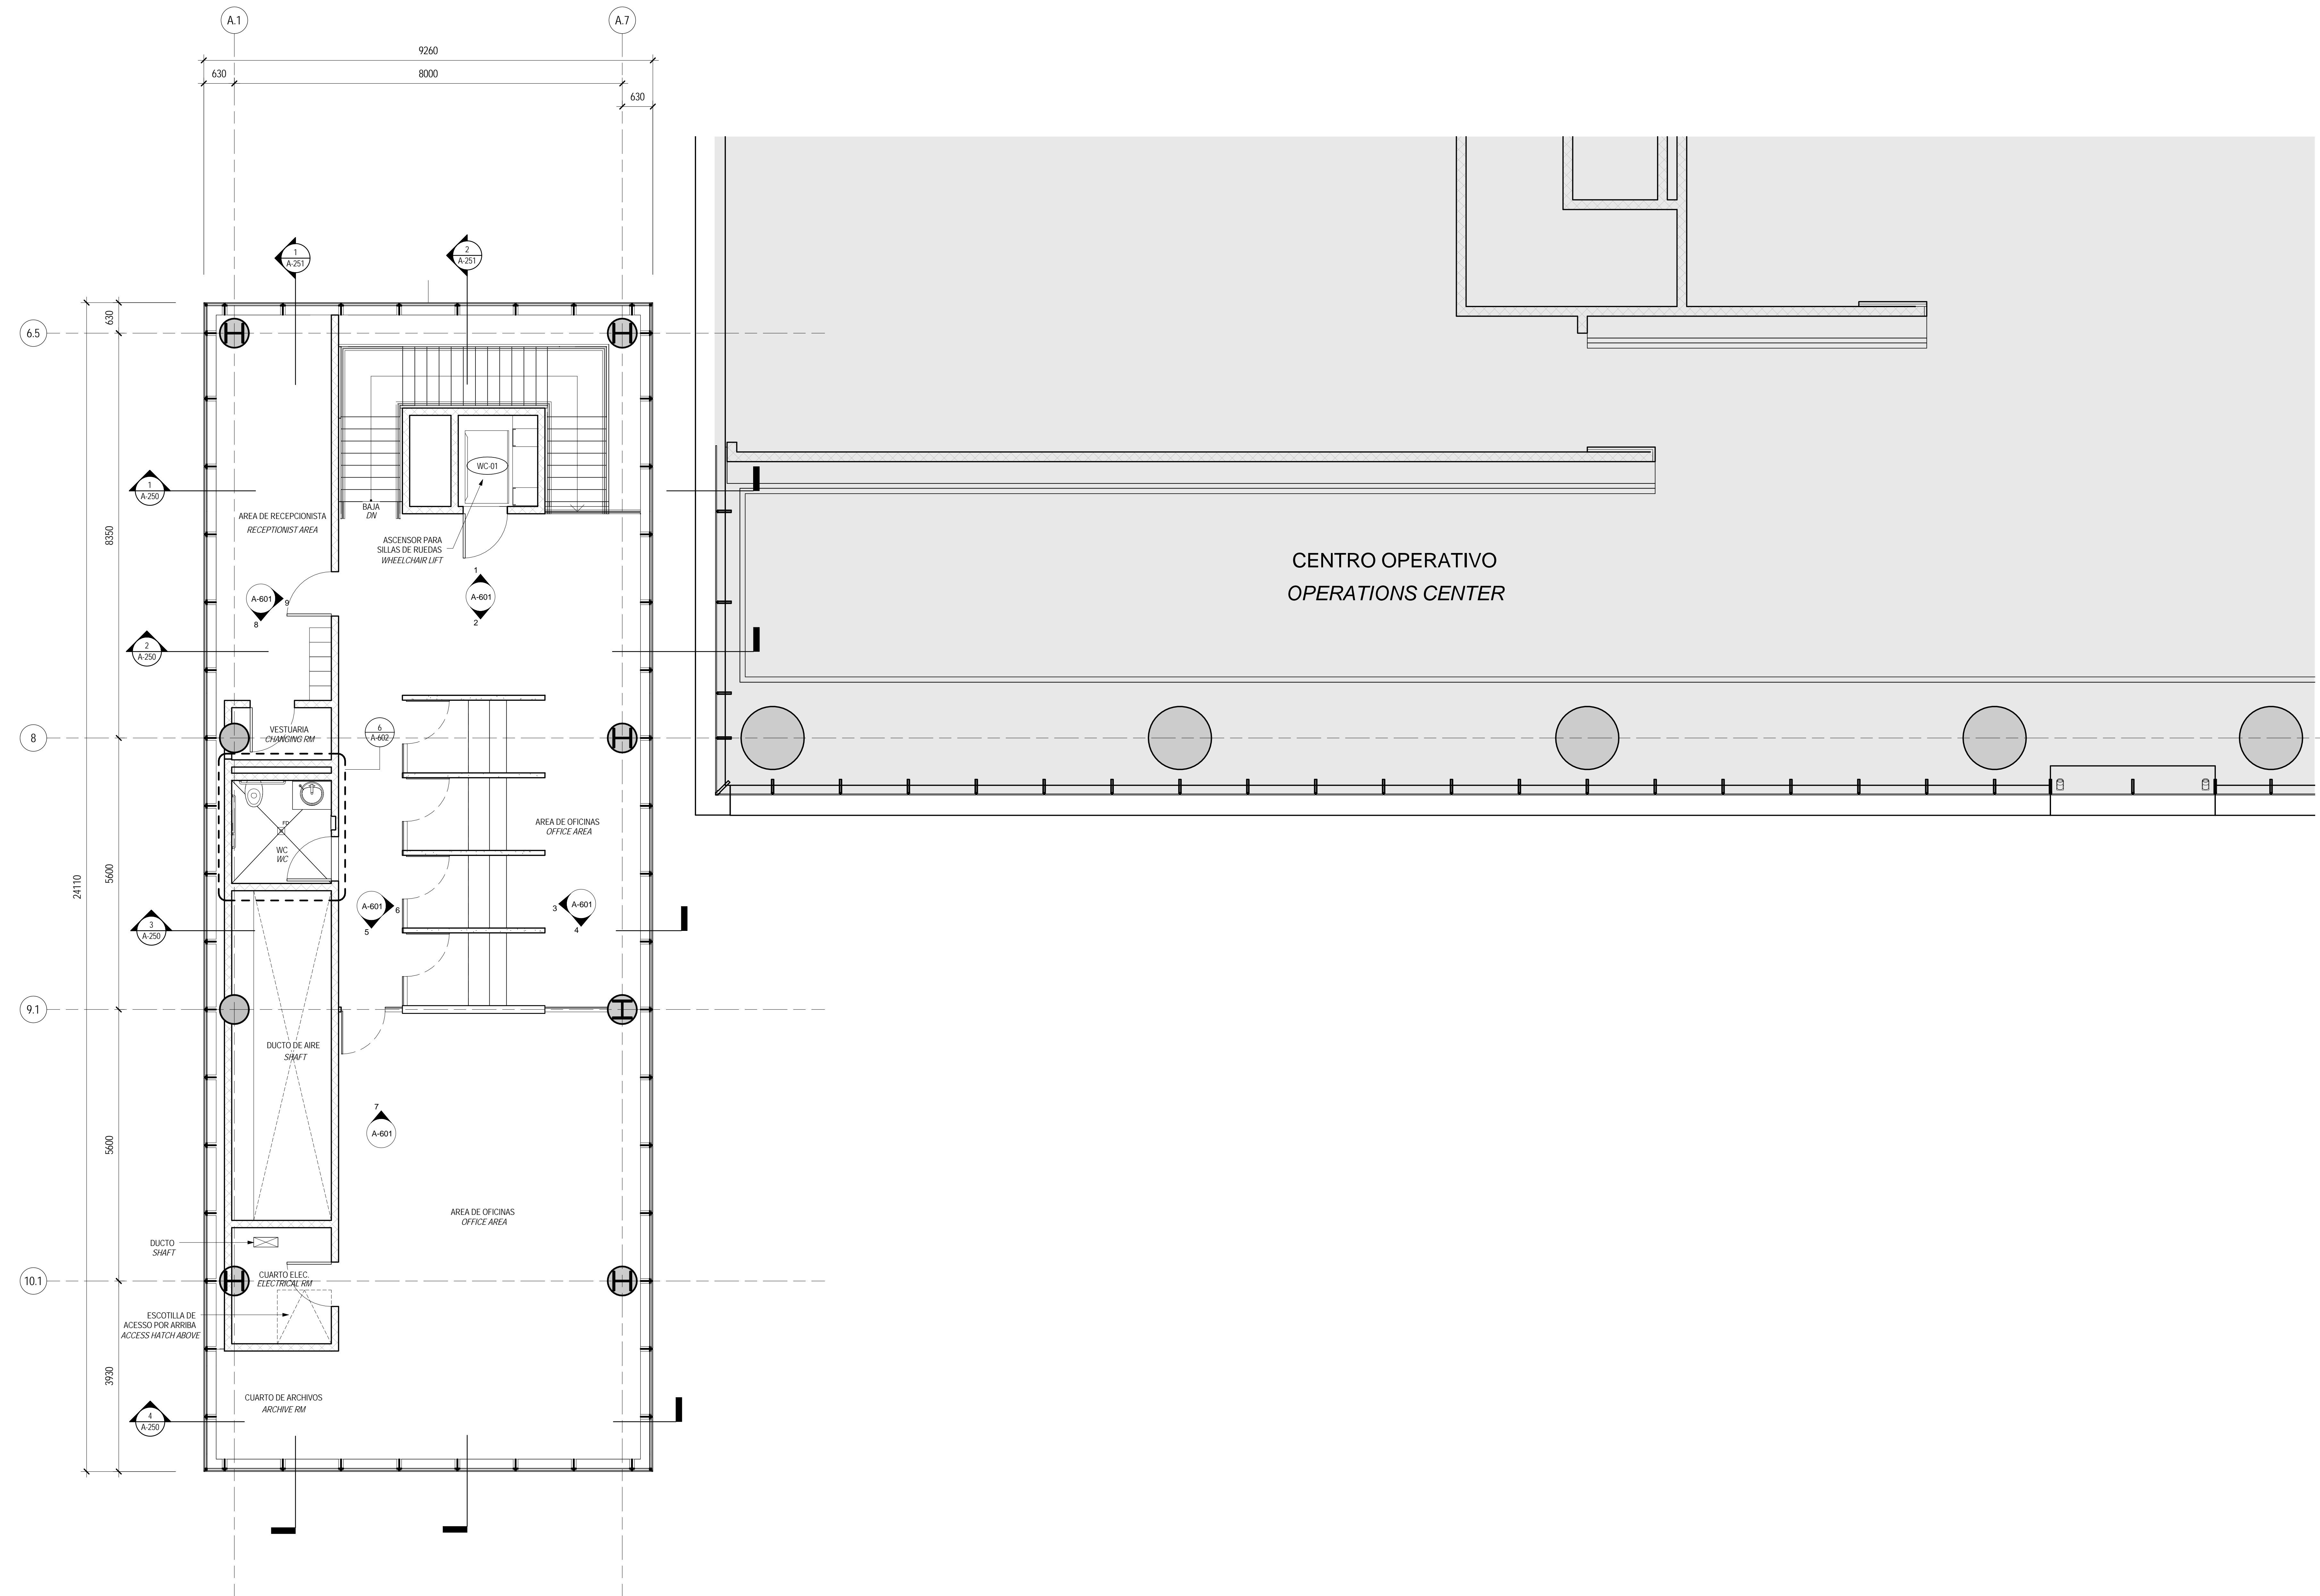 A.1
A.7
9260
630
8000
630
1
A-251
2
A-251
630
6.5
WC-01
1
A-250
BAJA
DN
AREA DE RECEPCIONISTA
RECEPTIONIST AREA
8350
ASCENSOR PARA
SILLAS DE RUEDAS
WHEELCHAIR LIFT
CENTRO OPERATIVO
OPERATIONS CENTER
1
A-601
2
A-601
9
8
2
A-250
6
A-602
VESTUARIA
CHANGING RM
8
FD
AREA DE OFICINAS
OFFICE AREA
WC
WC
24110
5600
A-601
6
5
3
A-601
4
3
A-250
9.1
DUCTO DE AIRE
SHAFT
7
A-601
5600
AREA DE OFICINAS
OFFICE AREA
DUCTO
SHAFT
10.1
CUARTO ELEC.
ELECTRICAL RM
ESCOTILLA DE
ACESSO POR ARRIBA
ACCESS HATCH ABOVE
3930
CUARTO DE ARCHIVOS
ARCHIVE RM
4
A-250